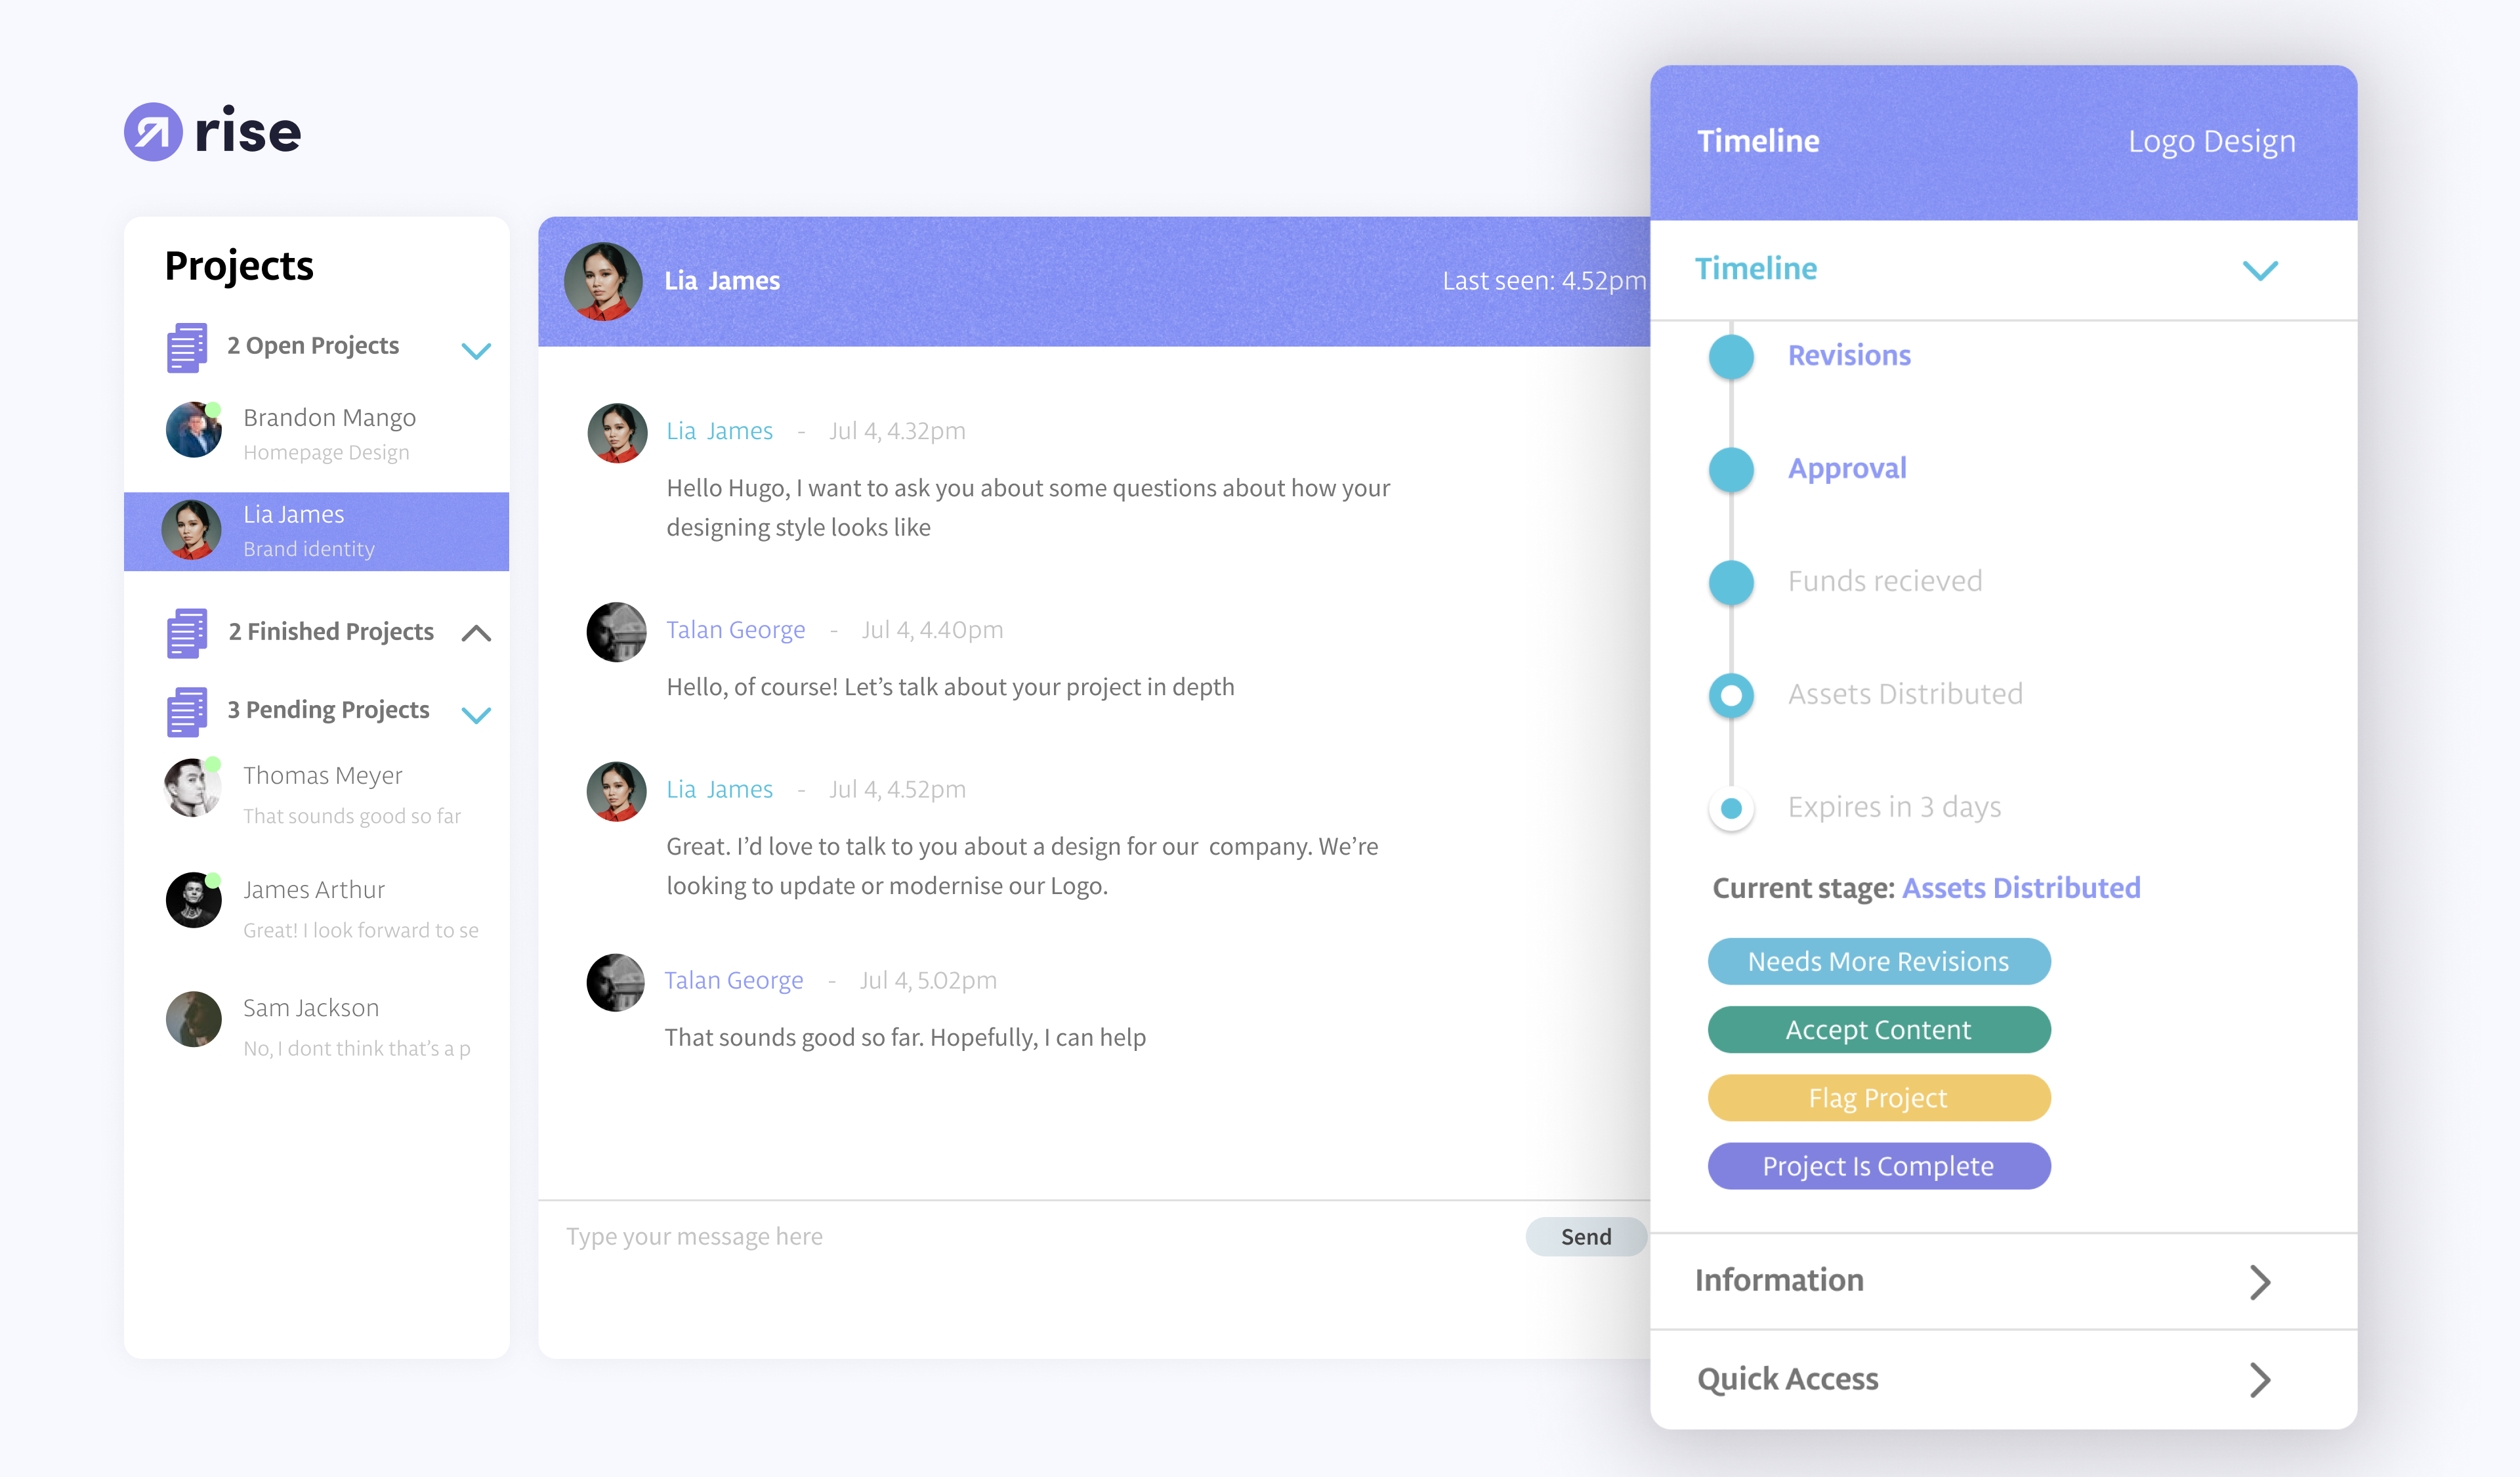 rise
Projects
2 Open Projects
Brandon Mango
Homepage Design
Lia James
Brand identity
2 Finished Projects
3 Pending Projects
Thomas Meyer
That sounds good so far
James Arthur
Great! I look forward to se
Sam Jackson
No, I dont think that's a p
Lia James
Last seen: 4.52pm
Lia James - Jul 4, 4.32pm
Hello Hugo, I want to ask you about some questions about how your
designing style looks like
Talan George - Jul 4, 4.40pm
Hello, of course! Let's talk about your project in depth
Lia James - Jul 4, 4.52pm
Great. I'd love to talk to you about a design for our company. We're
looking to update or modernise our Logo.
Talan George - Jul 4, 5.02pm
That sounds good so far. Hopefully, I can help
Type your message here
Send
Timeline
Logo Design
Timeline
Revisions
Approval
Funds recieved
Assets Distributed
Expires in 3 days
Current stage: Assets Distributed
Needs More Revisions
Accept Content
Flag Project
Project Is Complete
Information
Quick Access